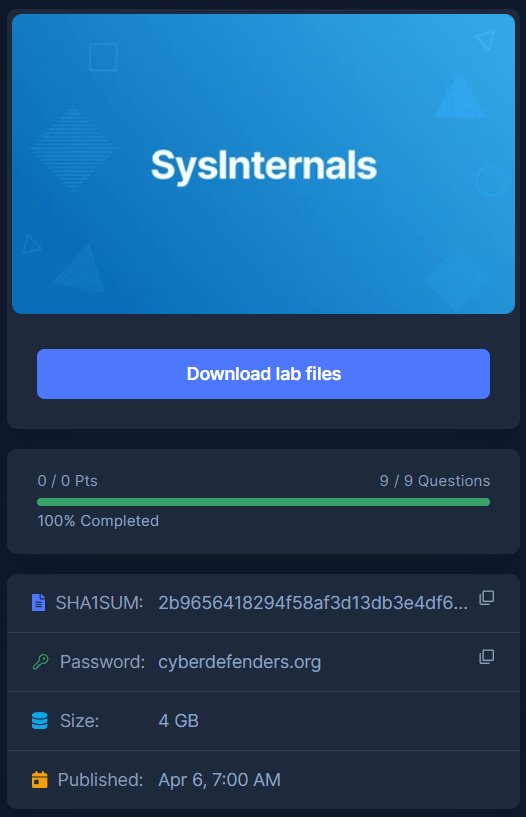 SysInternals
Download lab files
0 / 0 Pts 9 / 9 Questions
100% Completed
SHA1SUM: 2b9656418294f58af3d13db3e4df6...
Password: cyberdefenders.org
Size: 4 GB
Published: Apr 6, 7:00 AM